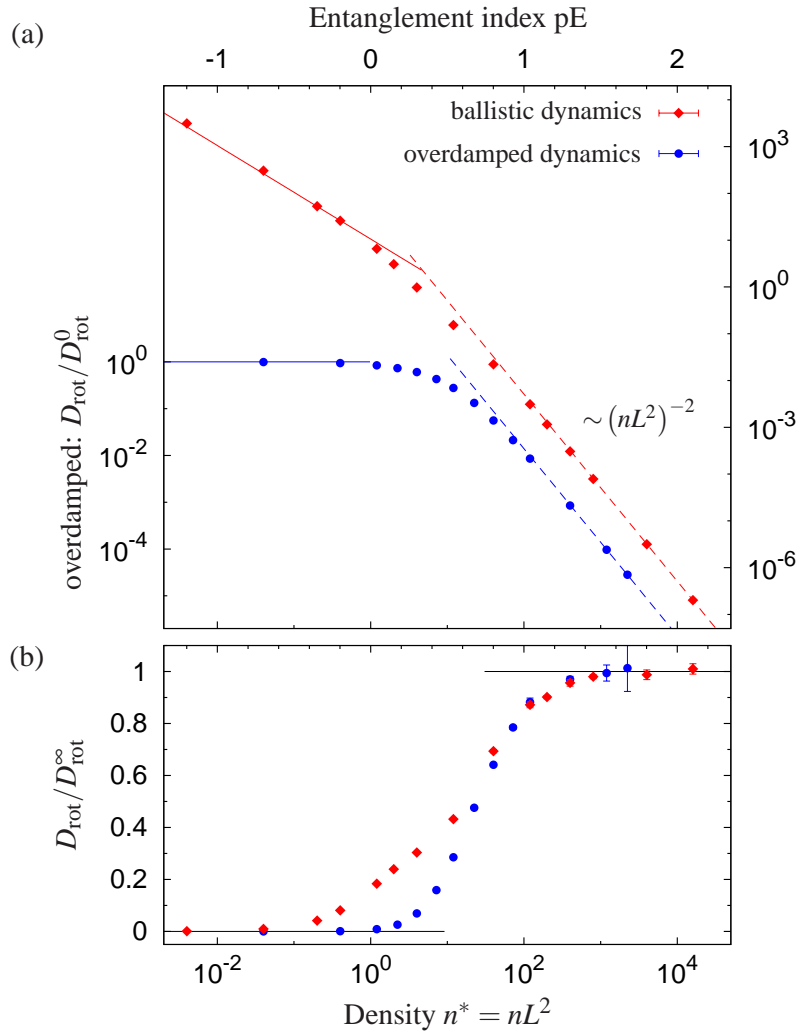 Entanglement index pE
(a)
-1 0 1 2
ballistic dynamics
overdamped dynamics
10^3
10^0
10^-3
10^-6
overdamped: D_rot/D^0_rot
10^0
10^-2
10^-4
∼(nL^2)^−2
(b)
D_rot/D^∞_rot
1
0.8
0.6
0.4
0.2
0
10^-2 10^0 10^2 10^4
Density n* = nL^2